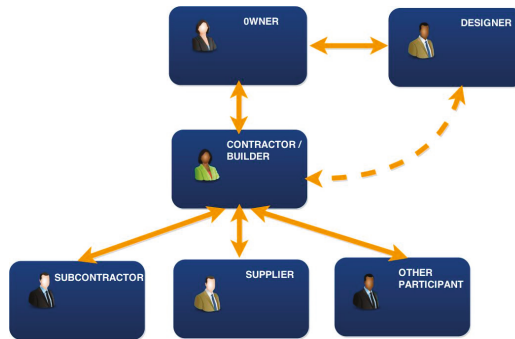 0WNER
DESIGNER
CONTRACTOR /
BUILDER
SUBCONTRACTOR
SUPPLIER
OTHER
PARTICIPANT